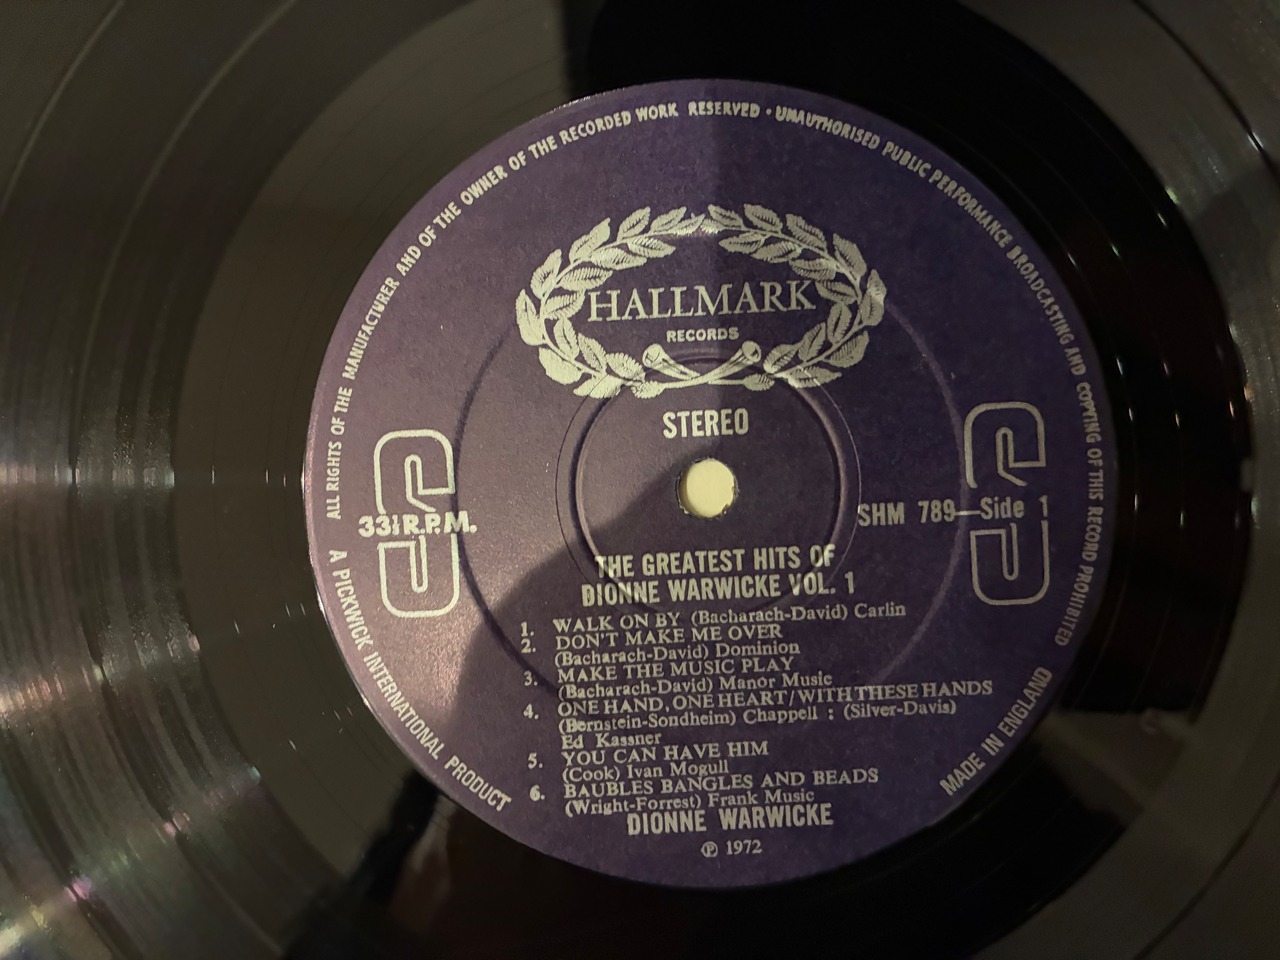 ALL RIGHTS OF THE MANUFACTURER AND OF THE OWNER OF THE RECORDED WORK RESERVED · UNAUTHORISED PUBLIC PERFORMANCE BROADCASTING AND COPYING OF THIS RECORD PROHIBITED
HALLMARK
RECORDS
STEREO
S
S
33⅓ R.P.M.
SHM 789—Side 1
THE GREATEST HITS OF
DIONNE WARWICKE VOL. 1
1. WALK ON BY (Bacharach-David) Carlin
2. DON'T MAKE ME OVER
(Bacharach-David) Dominion
3. MAKE THE MUSIC PLAY
(Bacharach-David) Manor Music
4. ONE HAND, ONE HEART/WITH THESE HANDS
(Bernstein-Sondheim) Chappell : (Silver-Davis)
Ed Kassner
5. YOU CAN HAVE HIM
(Cook) Ivan Mogull
6. BAUBLES BANGLES AND BEADS
(Wright-Forrest) Frank Music
DIONNE WARWICKE
℗ 1972
A PICKWICK INTERNATIONAL PRODUCT
MADE IN ENGLAND